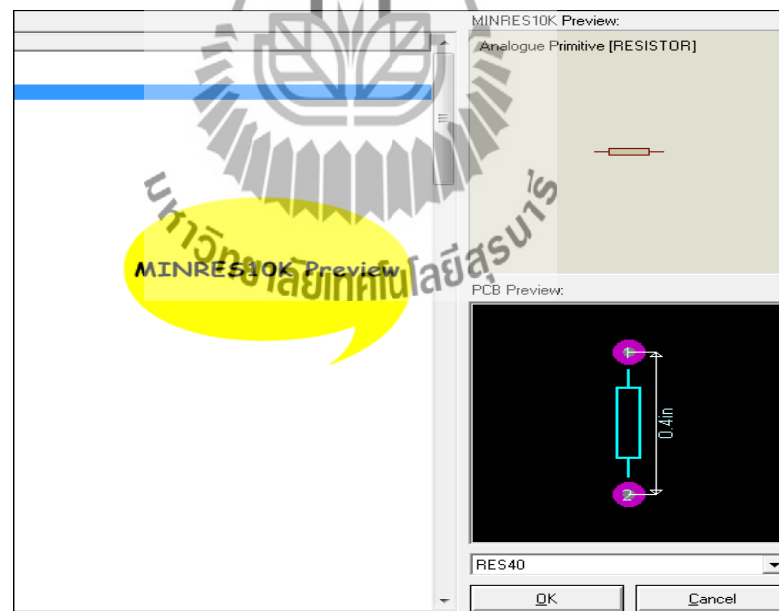 MINRES10K Preview:
Analogue Primitive [RESISTOR]
มหาวิทยาลัยเทคโนโลยีสุรนารี
MINRES10K Preview
PCB Preview:
1
0.4in
2
RES40
OK
Cancel